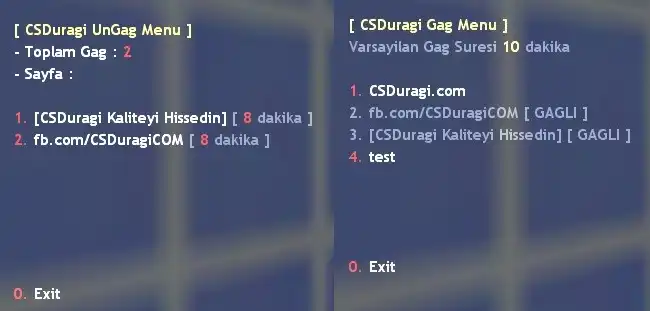 [ CSDuragi UnGag Menu ]
- Toplam Gag : 2
- Sayfa :
1. [CSDuragi Kaliteyi Hissedin] [ 8 dakika ]
2. fb.com/CSDuragiCOM [ 8 dakika ]
0. Exit
[ CSDuragi Gag Menu ]
Varsayilan Gag Suresi 10 dakika
1. CSDuragi.com
2. fb.com/CSDuragiCOM [ GAGLI ]
3. [CSDuragi Kaliteyi Hissedin] [ GAGLI ]
4. test
0. Exit